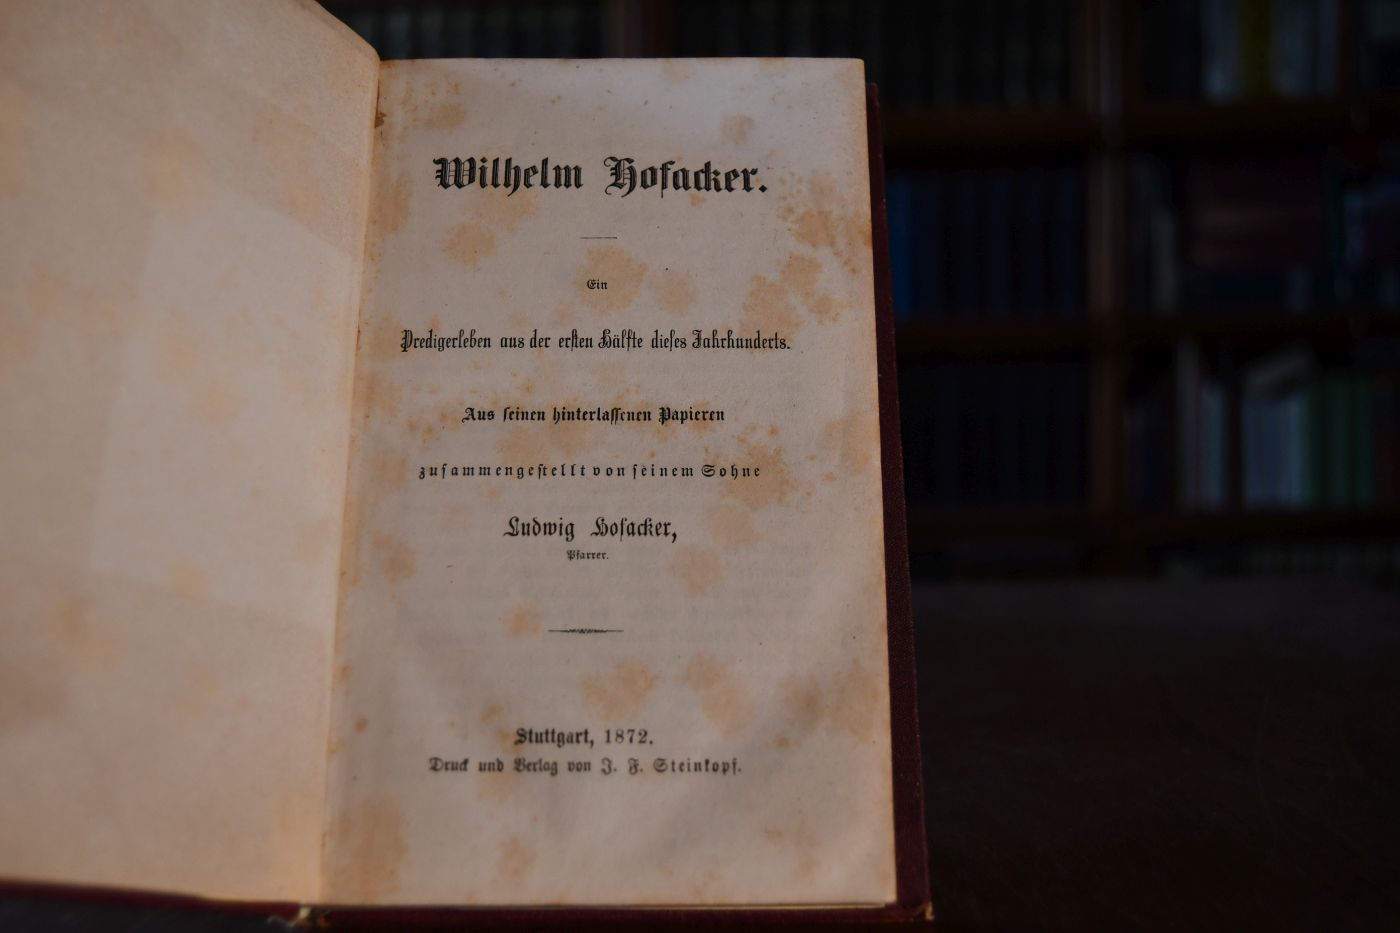 Wilhelm Hofacker.
Ein
Predigerleben aus der erſten Hälfte dieſes Jahrhunderts.
Aus ſeinen hinterlaſſenen Papieren
zuſammengeſtellt von ſeinem Sohne
Ludwig Hofacker,
Pfarrer.
Stuttgart, 1872.
Druck und Verlag von J. F. Steinkopf.